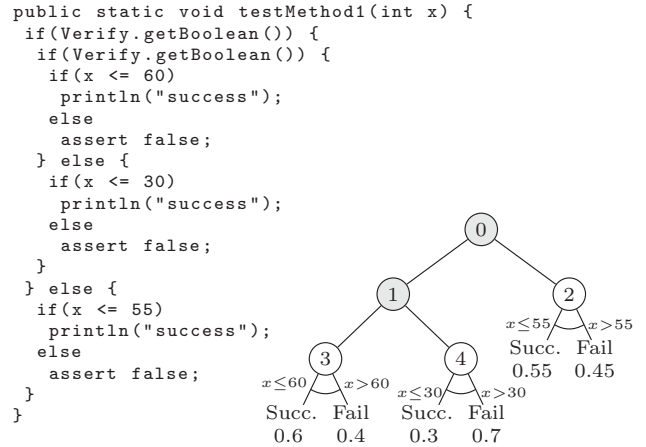 public static void testMethod1(int x) {
if(Verify.getBoolean()) {
if(Verify.getBoolean()) {
if(x <= 60)
println("success");
else
assert false;
} else {
if(x <= 30)
println("success");
else
assert false;
}
} else {
if(x <= 55)
println("success");
else
assert false;
}
}
0
1
2
x≤55 x>55
Succ. Fail
0.55 0.45
3
4
x≤60 x>60 x≤30 x>30
Succ. Fail Succ. Fail
0.6 0.4 0.3 0.7